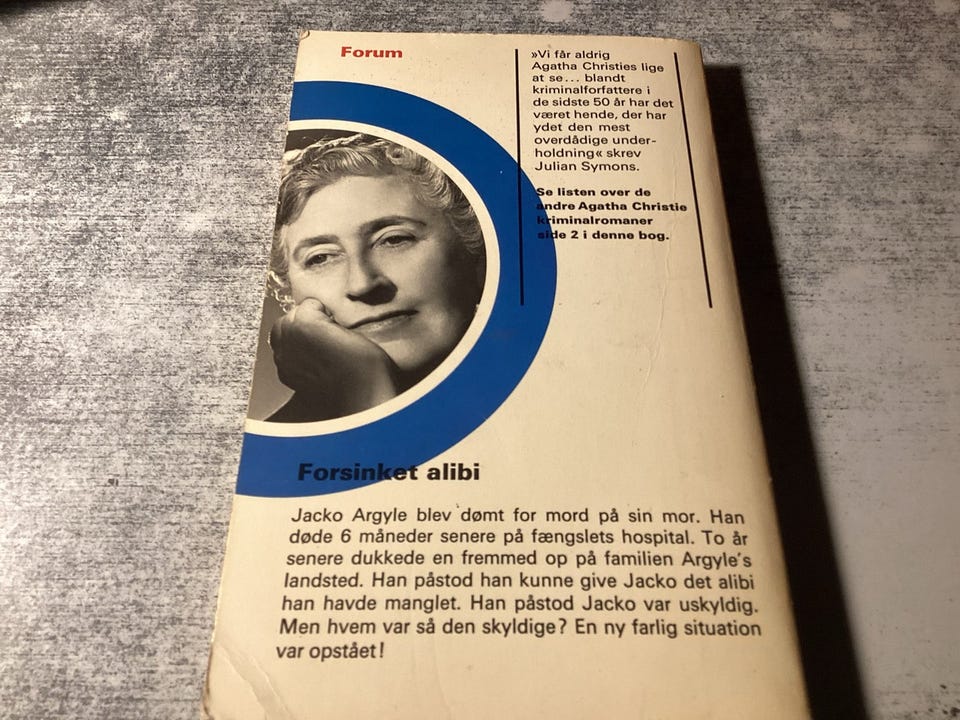 Forum
»Vi får aldrig
Agatha Christies lige
at se... blandt
kriminalforfattere i
de sidste 50 år har det
været hende, der har
ydet den mest
overdådige under-
holdning« skrev
Julian Symons.
Se listen over de
andre Agatha Christie
kriminalromaner
side 2 i denne bog.
Forsinket alibi
Jacko Argyle blev dømt for mord på sin mor. Han
døde 6 måneder senere på fængslets hospital. To år
senere dukkede en fremmed op på familien Argyle's
landsted. Han påstod han kunne give Jacko det alibi
han havde manglet. Han påstod Jacko var uskyldig.
Men hvem var så den skyldige? En ny farlig situation
var opstået!